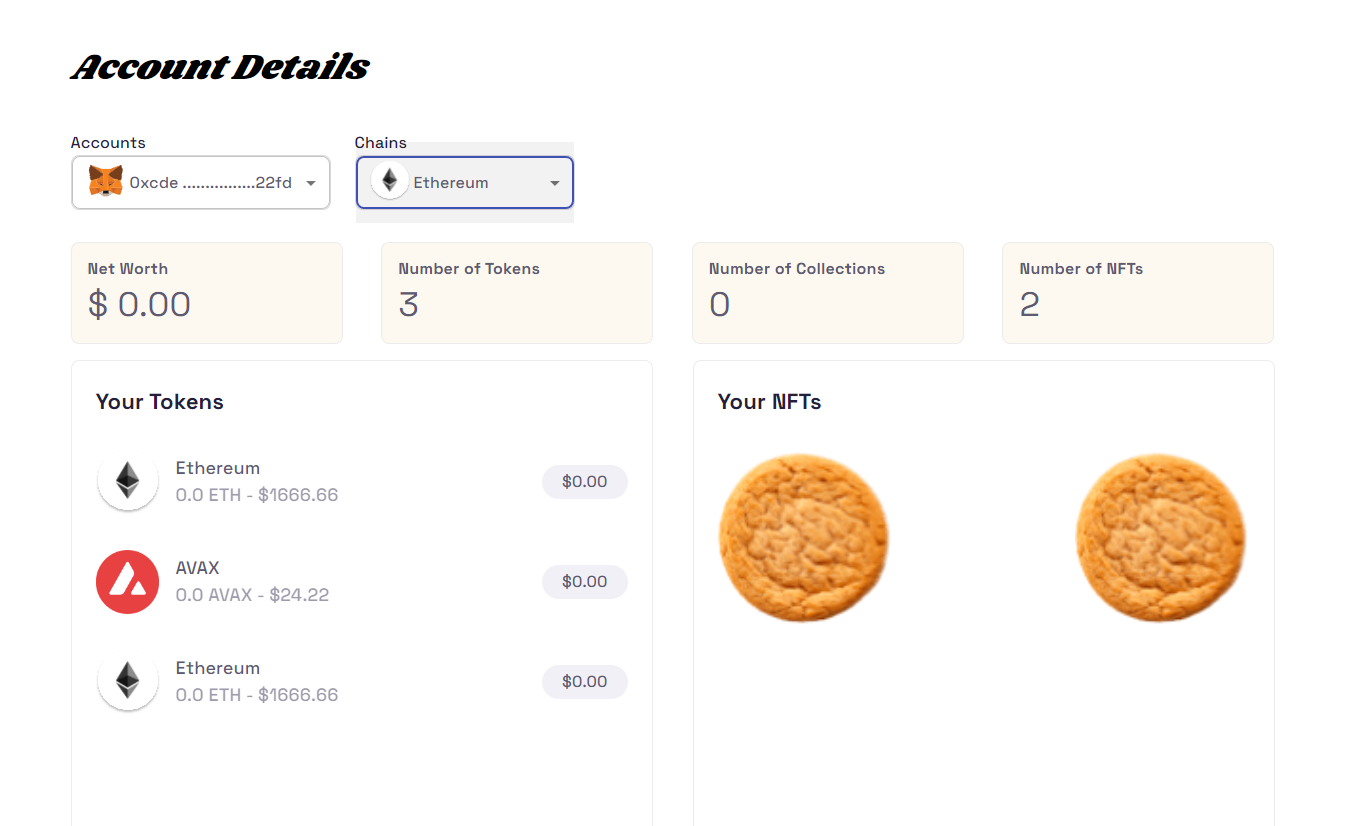 Account Details
Accounts
Chains
0xcde ................22fd
Ethereum
Net Worth
$ 0.00
Number of Tokens
3
Number of Collections
0
Number of NFTs
2
Your Tokens
Ethereum
0.0 ETH - $1666.66
$0.00
AVAX
0.0 AVAX - $24.22
$0.00
Ethereum
0.0 ETH - $1666.66
$0.00
Your NFTs